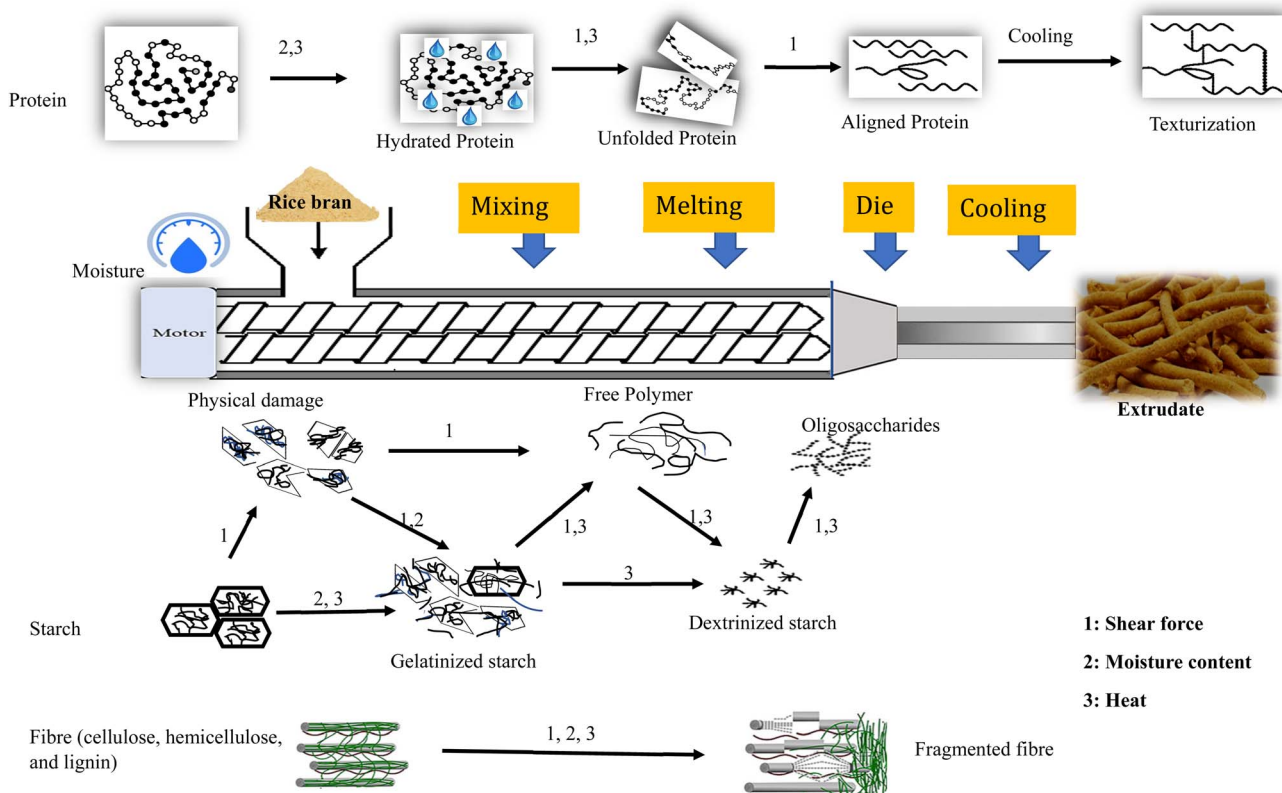 2,3
1,3
1
Cooling
Protein
Hydrated Protein
Unfolded Protein
Aligned Protein
Texturization
Rice bran
Mixing
Melting
Die
Cooling
Moisture
Motor
Extrudate
Physical damage
Free Polymer
Oligosaccharides
1
1
1,2
1,3
1,3
1,3
2, 3
3
Starch
Gelatinized starch
Dextrinized starch
1: Shear force
2: Moisture content
3: Heat
Fibre (cellulose, hemicellulose,
and lignin)
1, 2, 3
Fragmented fibre